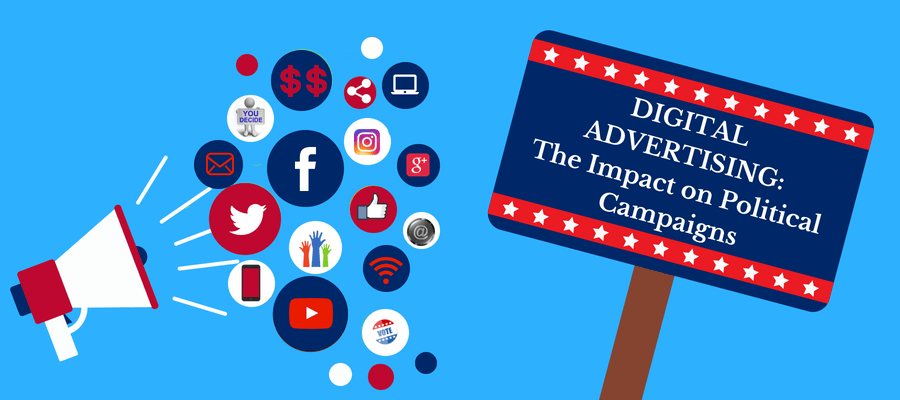 $$
YOU
DECIDE
f
g+
@
VOTE
DIGITAL
ADVERTISING:
The Impact on Political
Campaigns